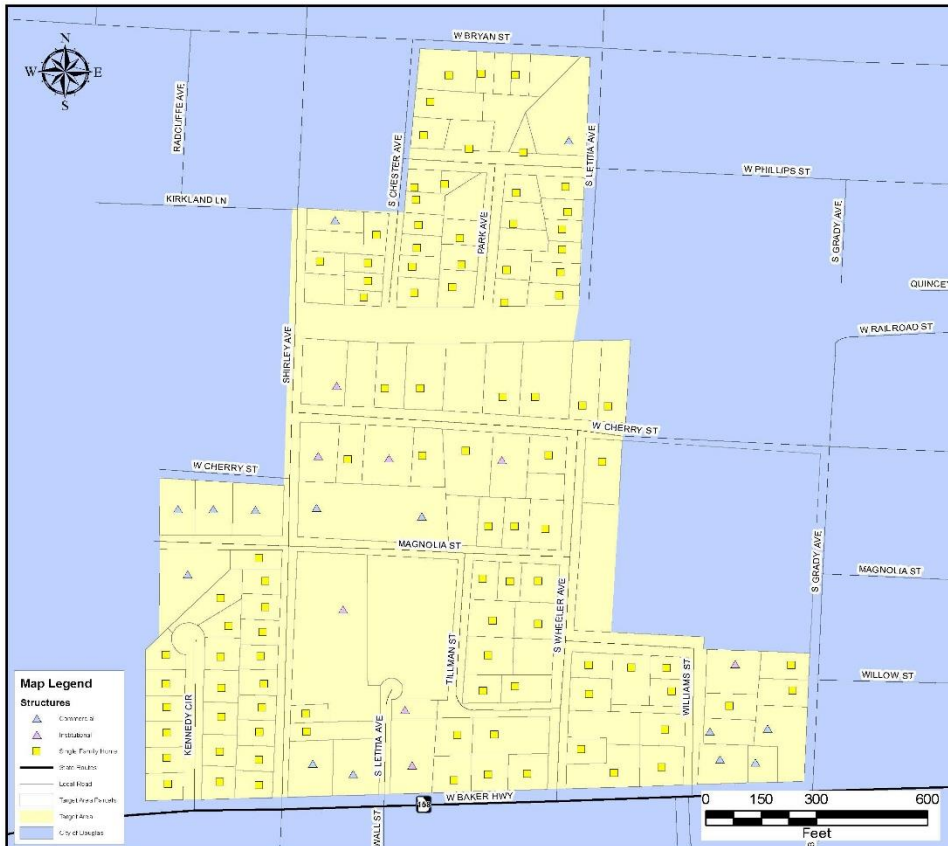 W BRYAN ST
N
W E
S
RADCLIFFE AVE
S CHESTER AVE
S LETITIA AVE
W PHILLIPS ST
KIRKLAND LN
PARK AVE
S GRADY AVE
QUINCEY
W RAILROAD ST
SHIRLEY AVE
W CHERRY ST
W CHERRY ST
MAGNOLIA ST
S GRADY AVE
MAGNOLIA ST
S WHEELER AVE
TILLMAN ST
WILLIAMS ST
WILLOW ST
KENNEDY CIR
S LETITIA AVE
Map Legend
Structures
Commercial
Institutional
Single Family Home
State Routes
Local Road
Target Area Parcels
Target Area
City of Douglas
W BAKER HWY
158
WALL ST
0 150 300 600
Feet